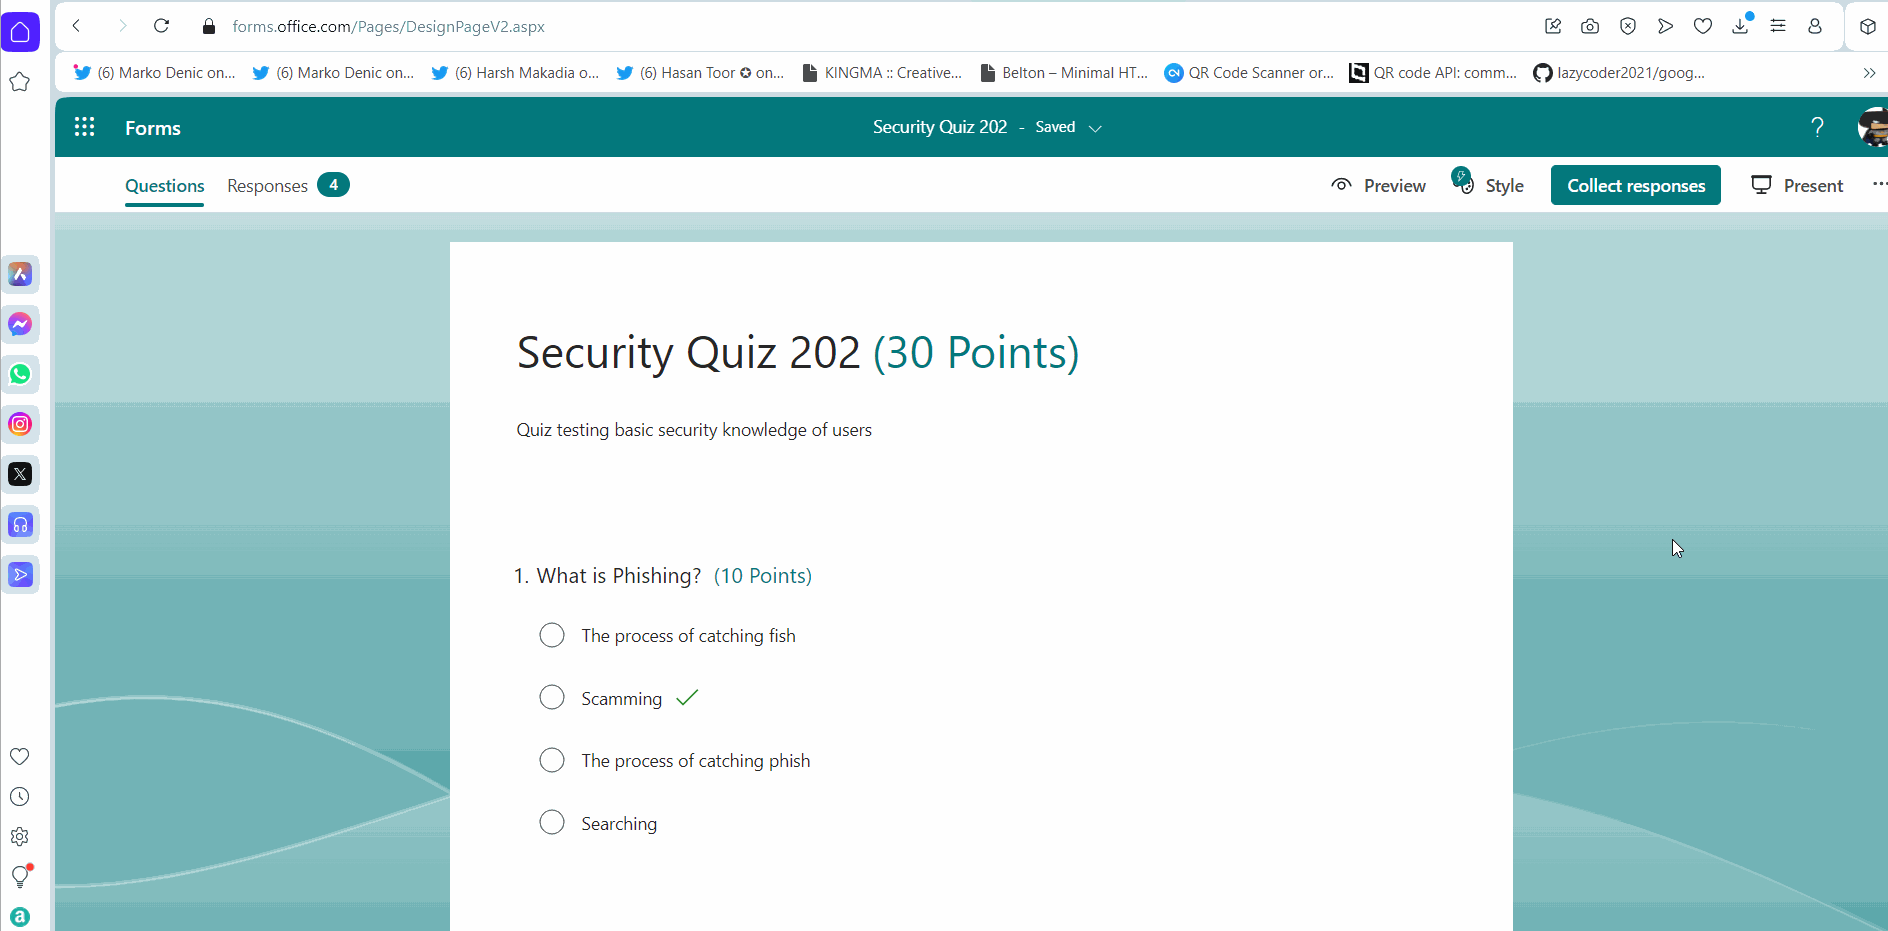 forms.office.com/Pages/DesignPageV2.aspx
(6) Marko Denic on... (6) Marko Denic on... (6) Harsh Makadia o... (6) Hasan Toor ✪ on... KINGMA :: Creative... Belton – Minimal HT... QR Code Scanner or... QR code API: comm... lazycoder2021/goog...
Forms Security Quiz 202 - Saved ?
Questions Responses 4 Preview Style Collect responses Present ...
Security Quiz 202 (30 Points)
Quiz testing basic security knowledge of users
1. What is Phishing? (10 Points)
The process of catching fish
Scamming
The process of catching phish
Searching